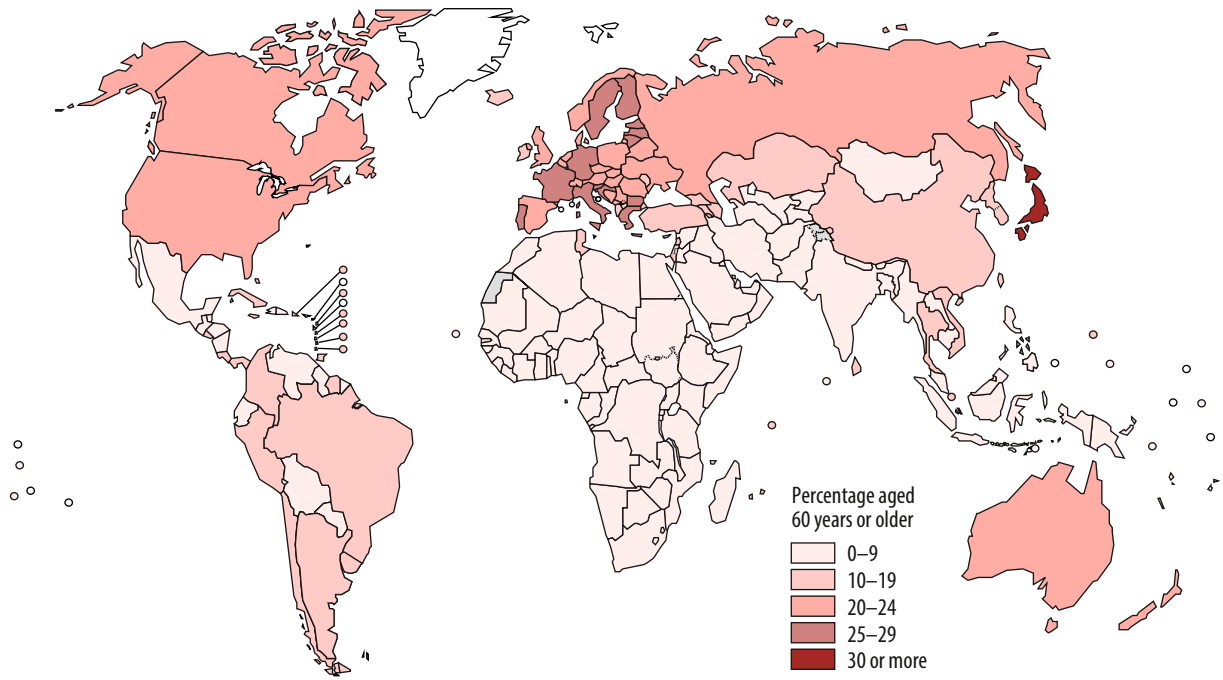 Percentage aged
60 years or older
0–9
10–19
20–24
25–29
30 or more